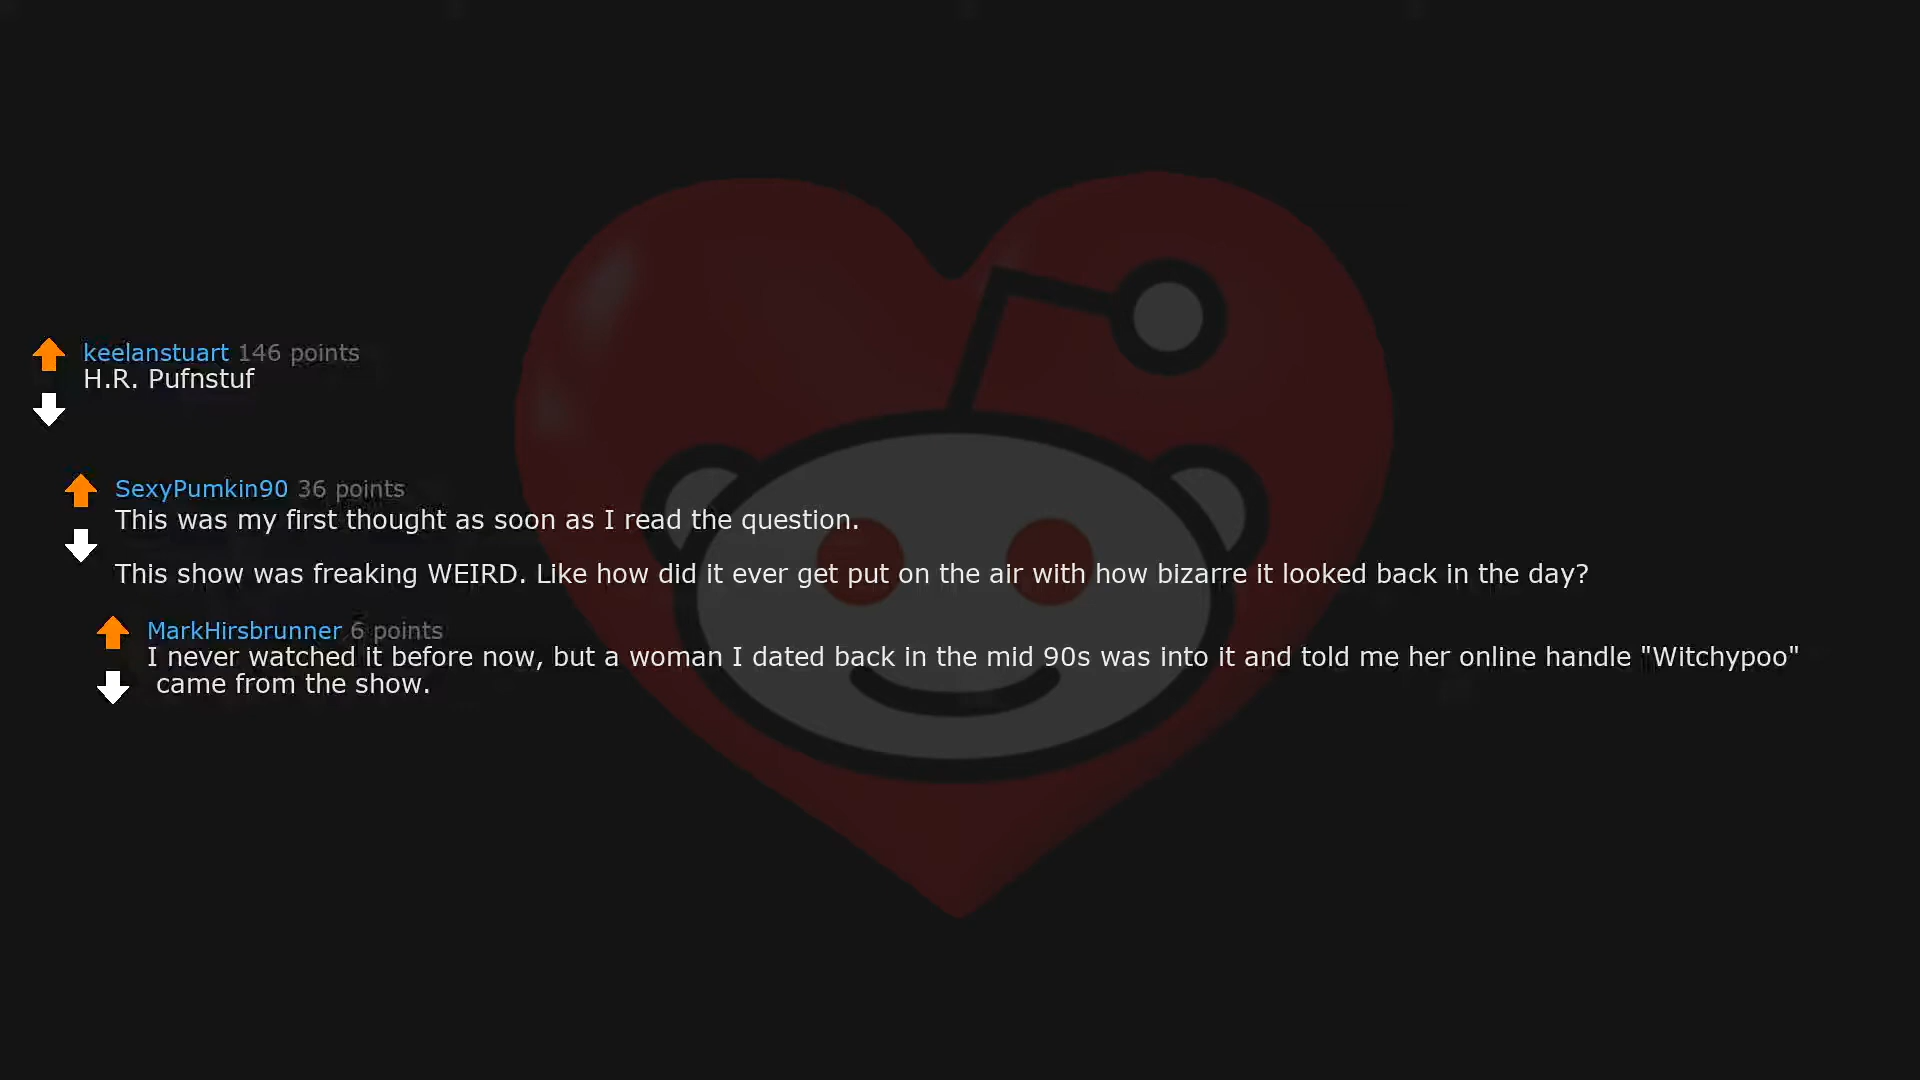 keelanstuart 146 points
H.R. Pufnstuf
SexyPumkin90 36 points
This was my first thought as soon as I read the question.
This show was freaking WEIRD. Like how did it ever get put on the air with how bizarre it looked back in the day?
MarkHirsbrunner 6 points
I never watched it before now, but a woman I dated back in the mid 90s was into it and told me her online handle "Witchypoo"
came from the show.